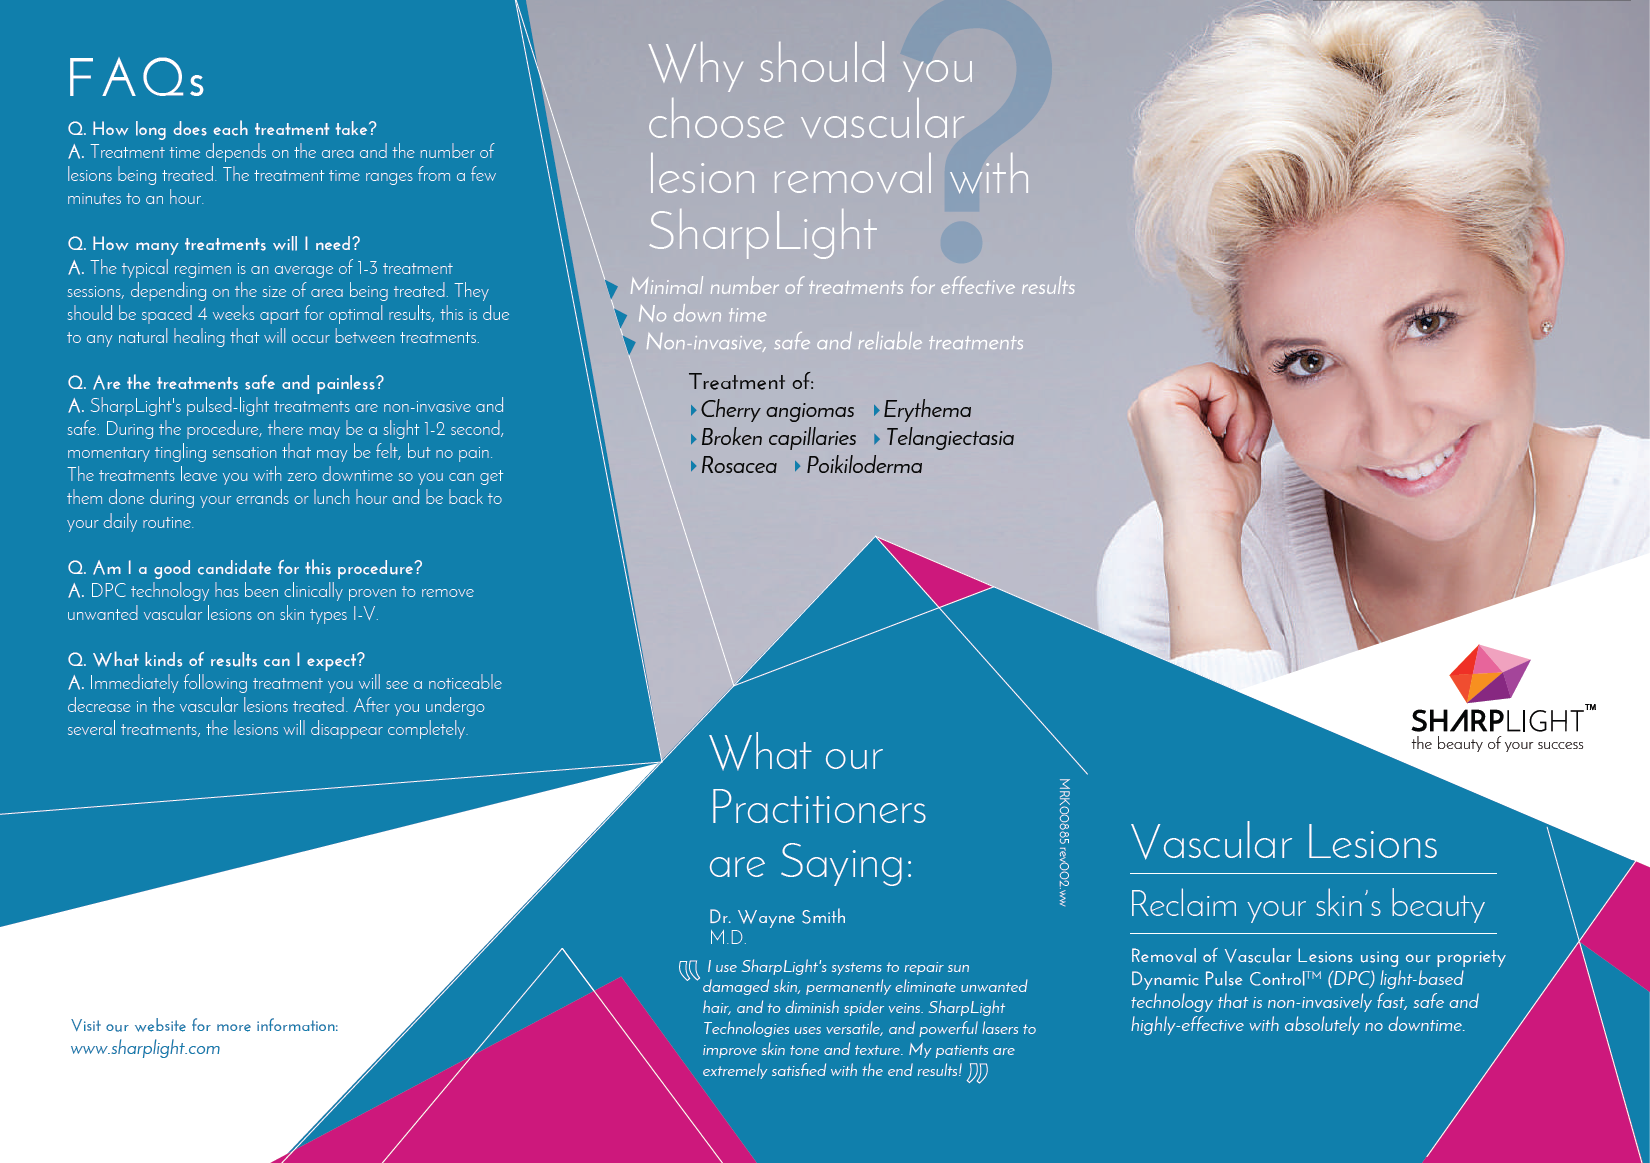 FAQs
Q. How long does each treatment take?
A. Treatment time depends on the area and the number of
lesions being treated. The treatment time ranges from a few
minutes to an hour.
Q. How many treatments will I need?
A. The typical regimen is an average of 1-3 treatment
sessions, depending on the size of area being treated. They
should be spaced 4 weeks apart for optimal results, this is due
to any natural healing that will occur between treatments.
Q. Are the treatments safe and painless?
A. SharpLight's pulsed-light treatments are non-invasive and
safe. During the procedure, there may be a slight 1-2 second,
momentary tingling sensation that may be felt, but no pain.
The treatments leave you with zero downtime so you can get
them done during your errands or lunch hour and be back to
your daily routine.
Q. Am I a good candidate for this procedure?
A. DPC technology has been clinically proven to remove
unwanted vascular lesions on skin types I-V.
Q. What kinds of results can I expect?
A. Immediately following treatment you will see a noticeable
decrease in the vascular lesions treated. After you undergo
several treatments, the lesions will disappear completely.
Visit our website for more information:
www.sharplight.com
Why should you
choose vascular
lesion removal with
SharpLight
?
Minimal number of treatments for effective results
No down time
Non-invasive, safe and reliable treatments
Treatment of:
Cherry angiomas Erythema
Broken capillaries Telangiectasia
Rosacea Poikiloderma
What our
Practitioners
are Saying:
Dr. Wayne Smith
M.D.
"I use SharpLight's systems to repair sun
damaged skin, permanently eliminate unwanted
hair, and to diminish spider veins. SharpLight
Technologies uses versatile, and powerful lasers to
improve skin tone and texture. My patients are
extremely satisfied with the end results!"
MRK00885 rev002.ww
SHARPLIGHT™
the beauty of your success
Vascular Lesions
Reclaim your skin's beauty
Removal of Vascular Lesions using our propriety
Dynamic Pulse Control™ (DPC) light-based
technology that is non-invasively fast, safe and
highly-effective with absolutely no downtime.